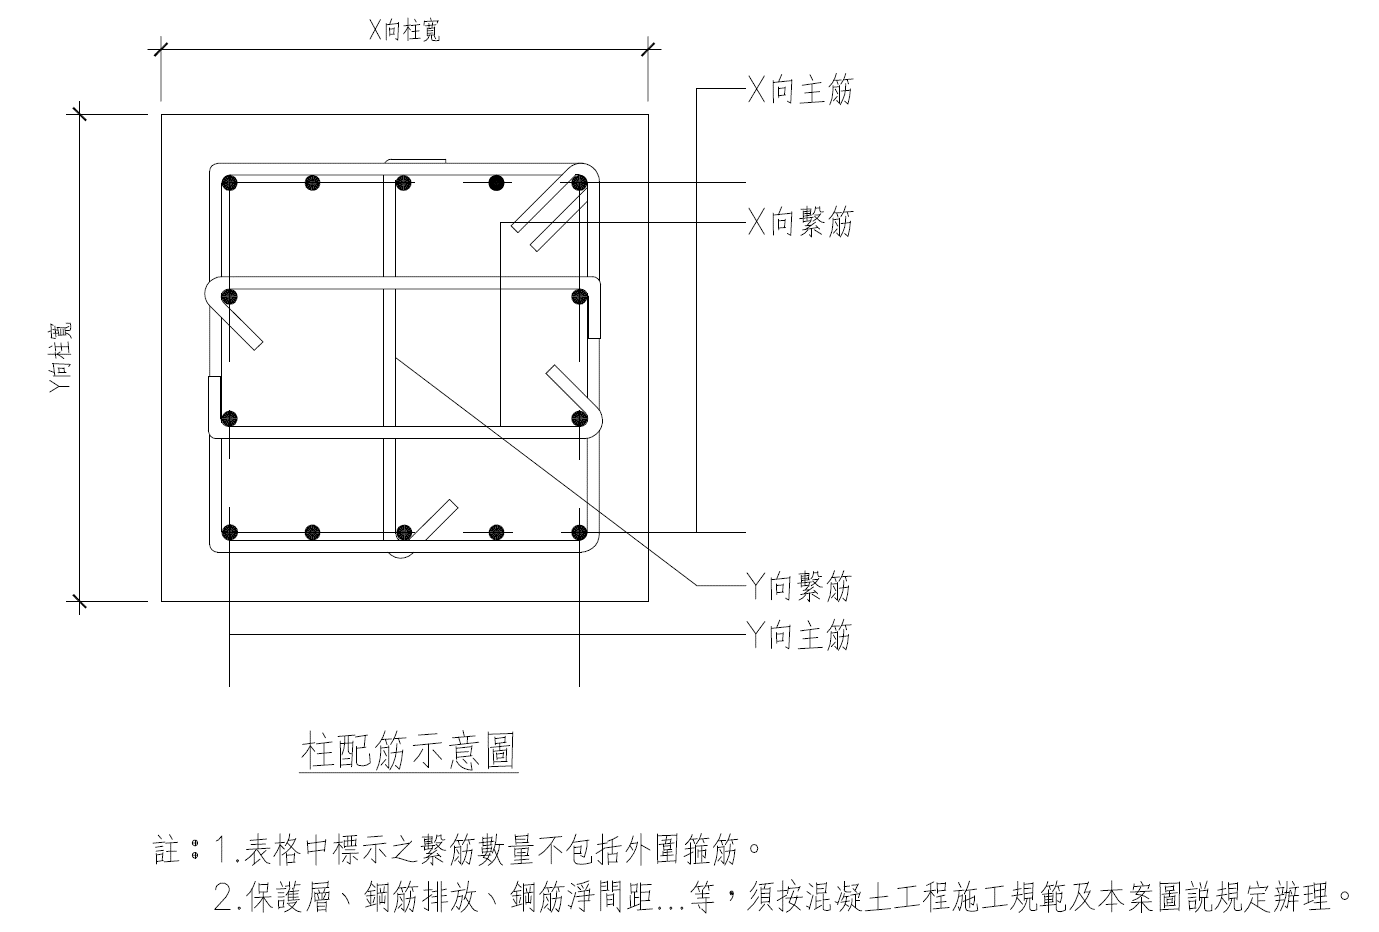 X向柱寬
X向主筋
X向繫筋
Y向柱寬
Y向繫筋
Y向主筋
柱配筋示意圖
註：1.表格中標示之繫筋數量不包括外圍箍筋。
2.保護層、鋼筋排放、鋼筋淨間距...等，須按混凝土工程施工規範及本案圖説規定辦理。